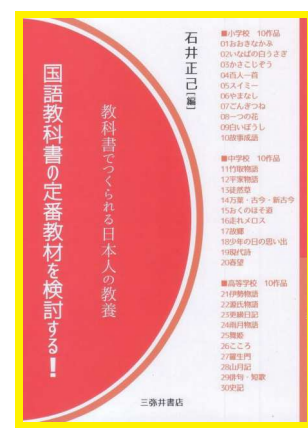 石井正己[編]
教科書でつくられる日本人の教養
国語教科書の定番教材を検討する!
■小学校 10作品
01おおきなかぶ
02いなばの白うさぎ
03かさこじぞう
04百人一首
05スイミー
06やまなし
07ごんぎつね
08一つの花
09白いぼうし
10故事成語
■中学校 10作品
11竹取物語
12平家物語
13徒然草
14万葉・古今・新古今
15おくのほそ道
16走れメロス
17故郷
18少年の日の思い出
19現代詩
20春望
■高等学校 10作品
21伊勢物語
22源氏物語
23更級日記
24雨月物語
25舞姫
26こころ
27羅生門
28山月記
29俳句・短歌
30史記
三弥井書店